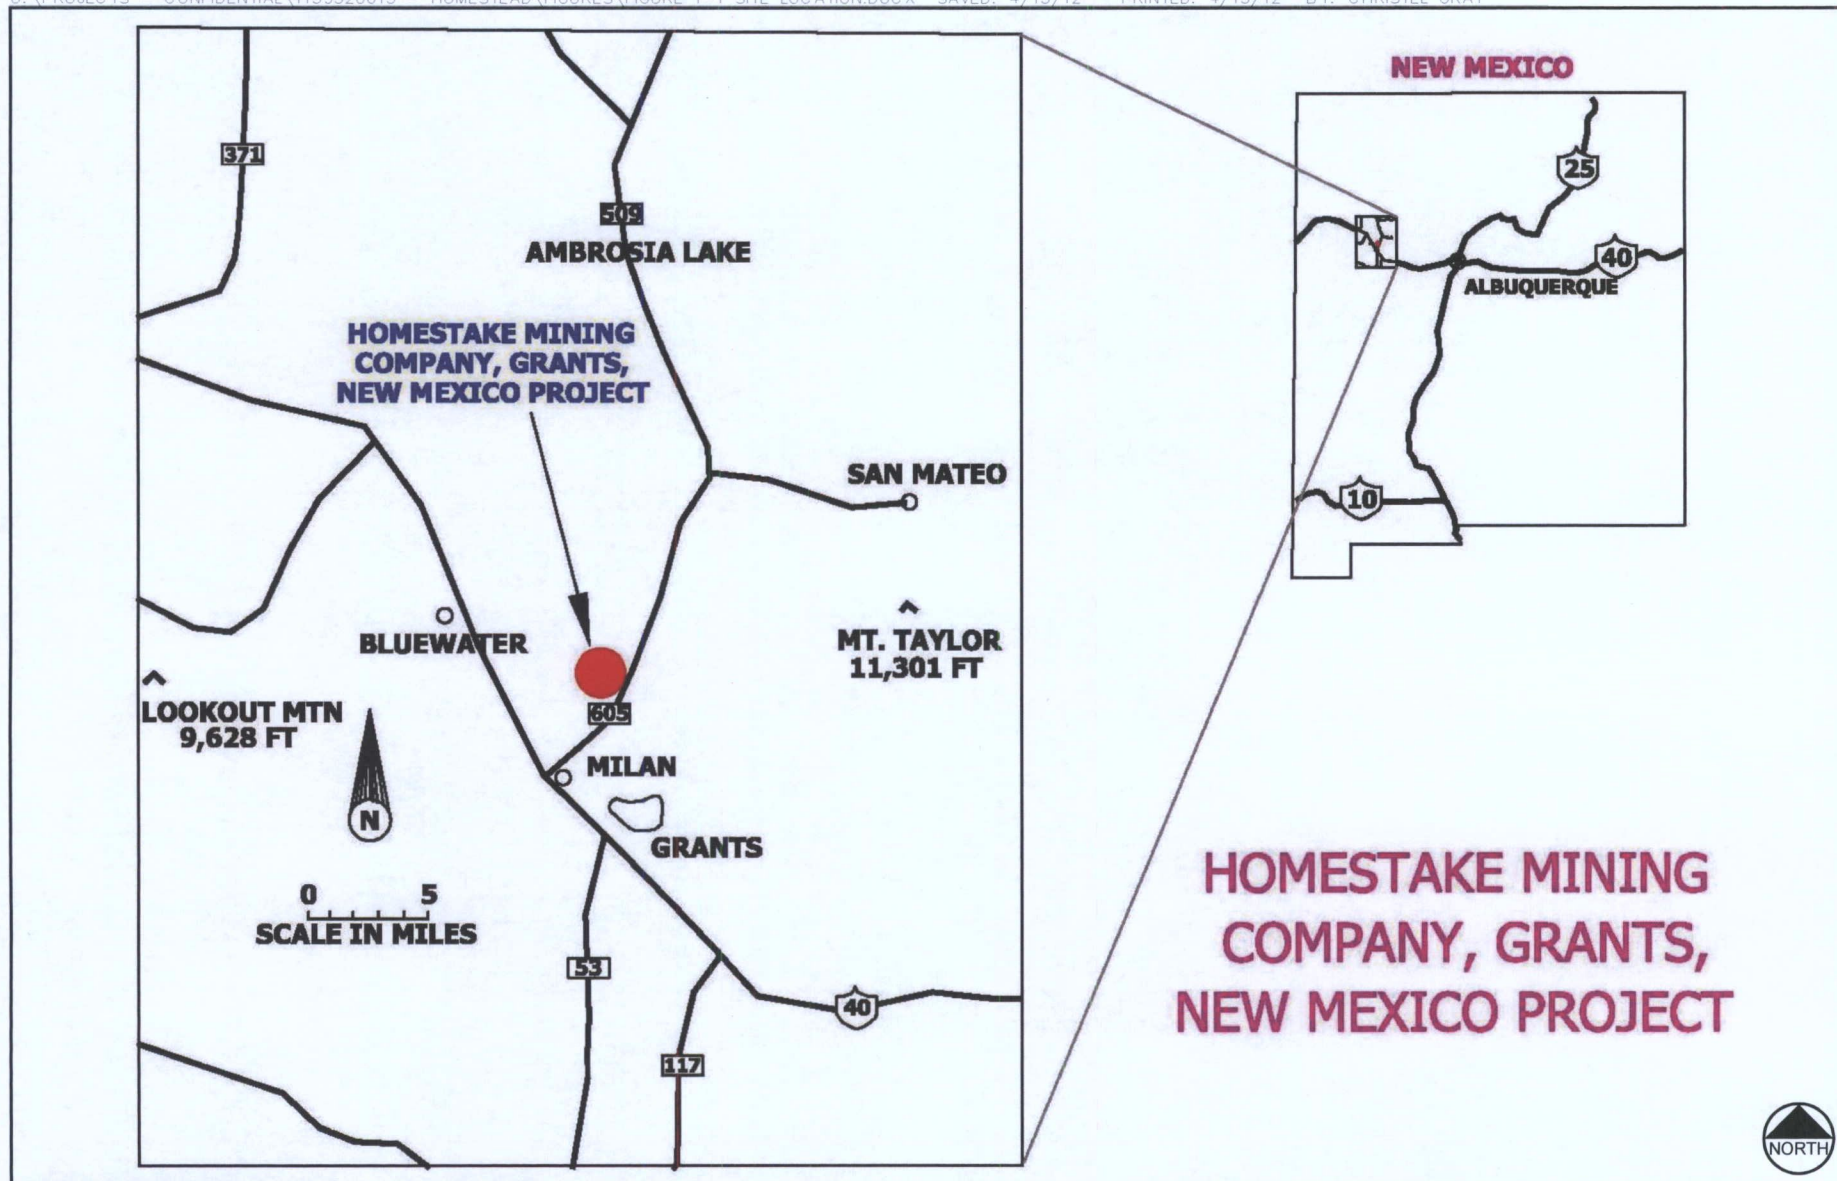 NEW MEXICO
371
25
509
AMBROSIA LAKE
40
ALBUQUERQUE
HOMESTAKE MINING
COMPANY, GRANTS,
NEW MEXICO PROJECT
SAN MATEO
10
BLUEWATER
MT. TAYLOR
11,301 FT
LOOKOUT MTN
9,628 FT
605
MILAN
N
GRANTS
0 5
SCALE IN MILES
53
40
117
HOMESTAKE MINING
COMPANY, GRANTS,
NEW MEXICO PROJECT
NORTH